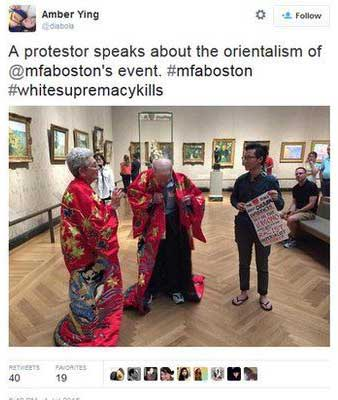 Amber Ying
@diabola
Follow
A protestor speaks about the orientalism of
@mfaboston's event. #mfaboston
#whitesupremacykills
RETWEETS
FAVORITES
40
19